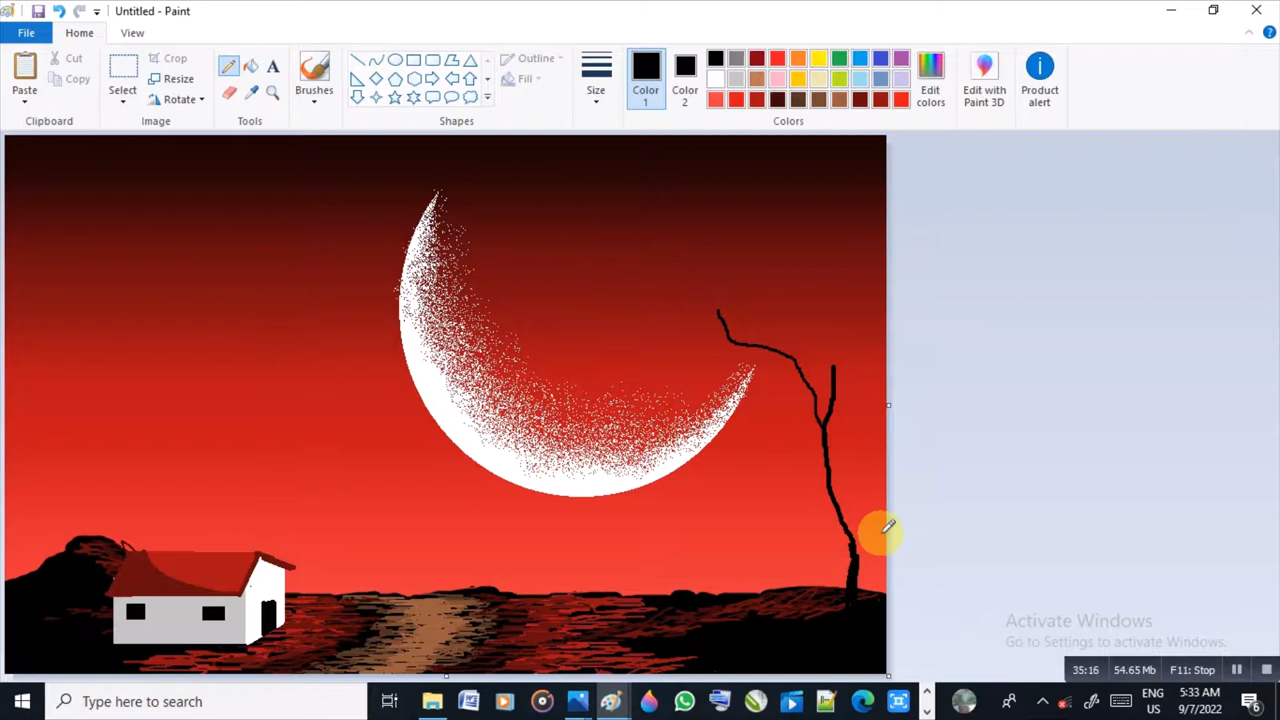 Untitled - Paint
File
Home
View
Paste
Cut
Copy
Clipboard
Select
Crop
Resize
Rotate
Image
A
Tools
Brushes
Outline
Fill
Shapes
Size
Color 1
Color 2
Edit colors
Colors
Edit with Paint 3D
Product alert
Activate Windows
Go to Settings to activate Windows.
35:16 54.65 Mb F11: Stop
Type here to search
ENG
US
5:33 AM
9/7/2022
6